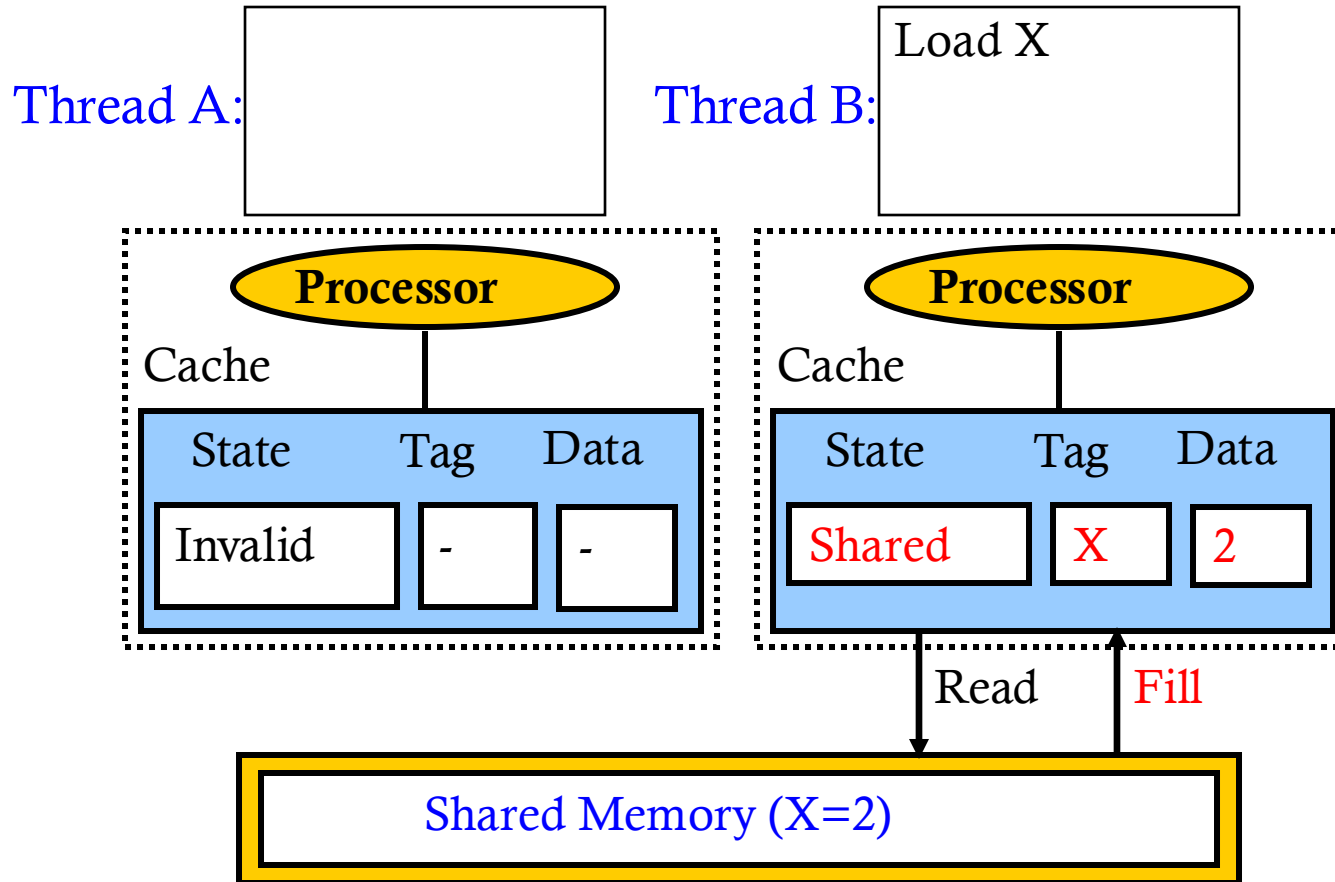 Load X
Thread A:
Thread B:
Processor
Processor
Cache
Cache
State Tag Data
State Tag Data
Invalid - -
Shared X 2
Read
Fill
Shared Memory (X=2)